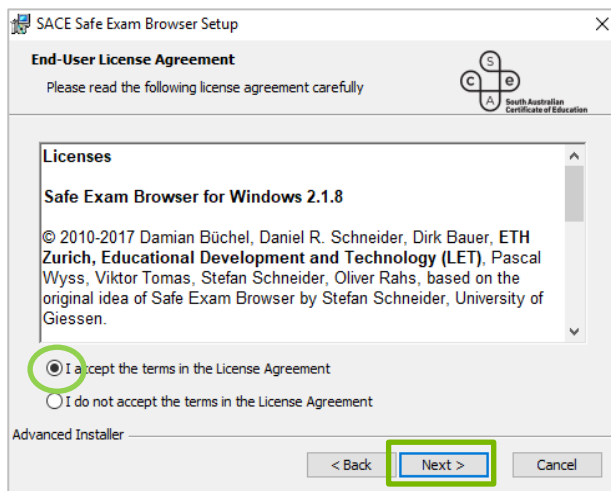 SACE Safe Exam Browser Setup
End-User License Agreement
Please read the following license agreement carefully
S
C e
A
South Australian
Certificate of Education
Licenses
Safe Exam Browser for Windows 2.1.8
© 2010-2017 Damian Büchel, Daniel R. Schneider, Dirk Bauer, ETH
Zurich, Educational Development and Technology (LET), Pascal
Wyss, Viktor Tomas, Stefan Schneider, Oliver Rahs, based on the
original idea of Safe Exam Browser by Stefan Schneider, University of
Giessen.
I accept the terms in the License Agreement
I do not accept the terms in the License Agreement
Advanced Installer
< Back Next > Cancel